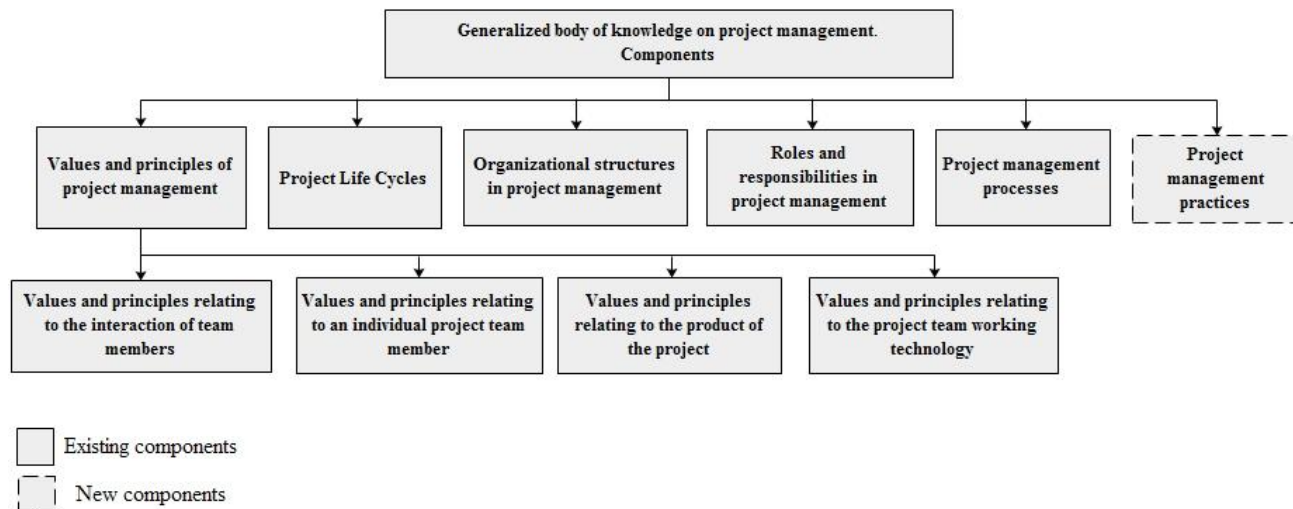 Generalized body of knowledge on project management.
Components
Values and principles of
project management
Project Life Cycles
Organizational structures
in project management
Roles and
responsibilities in
project management
Project management
processes
Project
management
practices
Values and principles relating
to the interaction of team
members
Values and principles relating
to an individual project team
member
Values and principles
relating to the product of
the project
Values and principles relating
to the project team working
technology
Existing components
New components